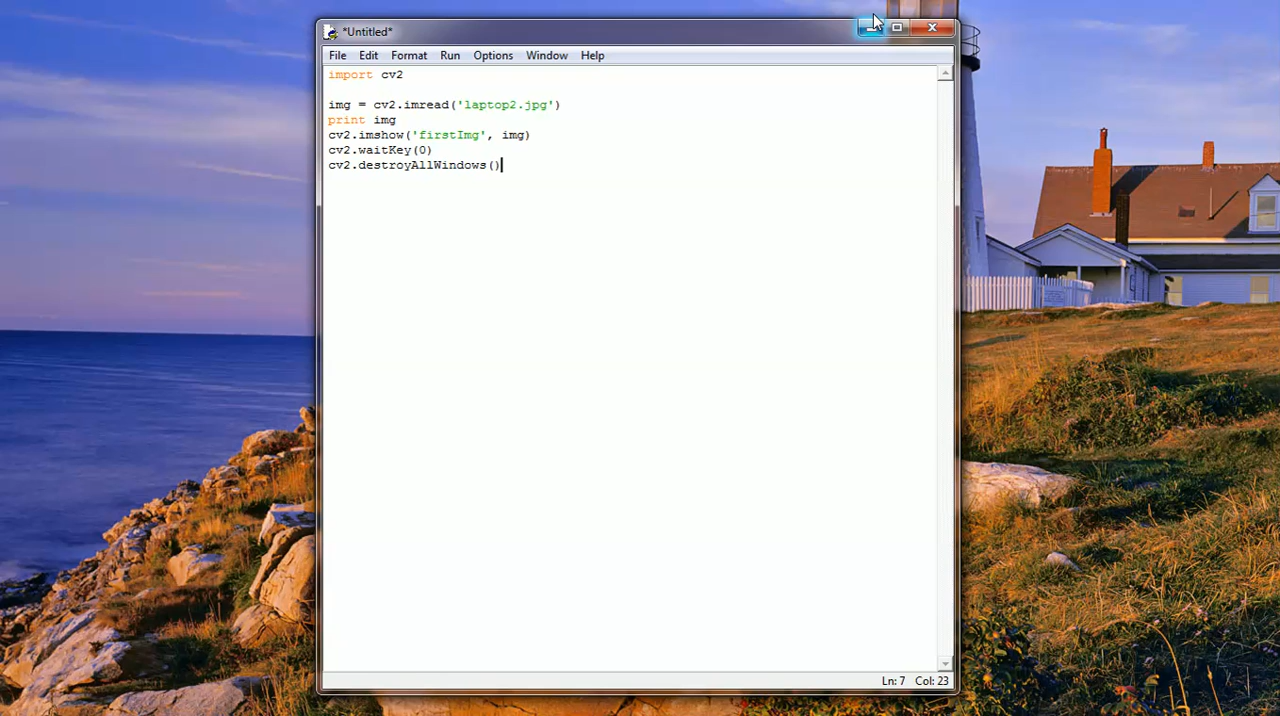 *Untitled*
File Edit Format Run Options Window Help
import cv2
img = cv2.imread('laptop2.jpg')
print img
cv2.imshow('firstImg', img)
cv2.waitKey(0)
cv2.destroyAllWindows()
Ln: 7 Col: 23